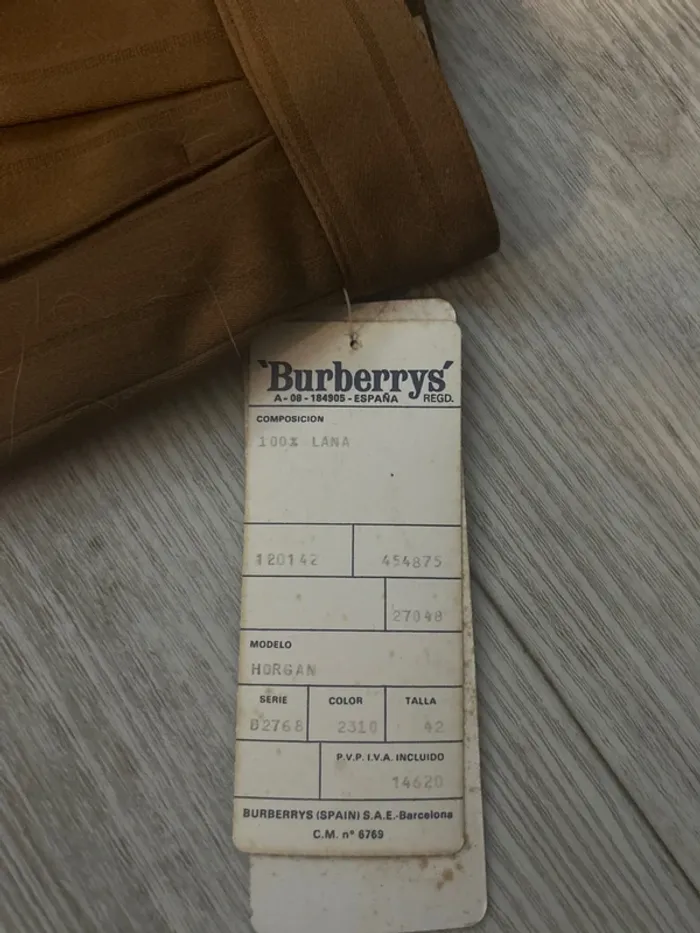 'Burberrys'
A-08-184905-ESPAÑA REGD.
COMPOSICION
100% LANA
120142 454875
27048
MODELO
HORGAN
SERIE COLOR TALLA
B2768 2310 42
P.V.P. I.V.A. INCLUIDO
14620
BURBERRYS (SPAIN) S.A.E.-Barcelona
C.M. nº 6769